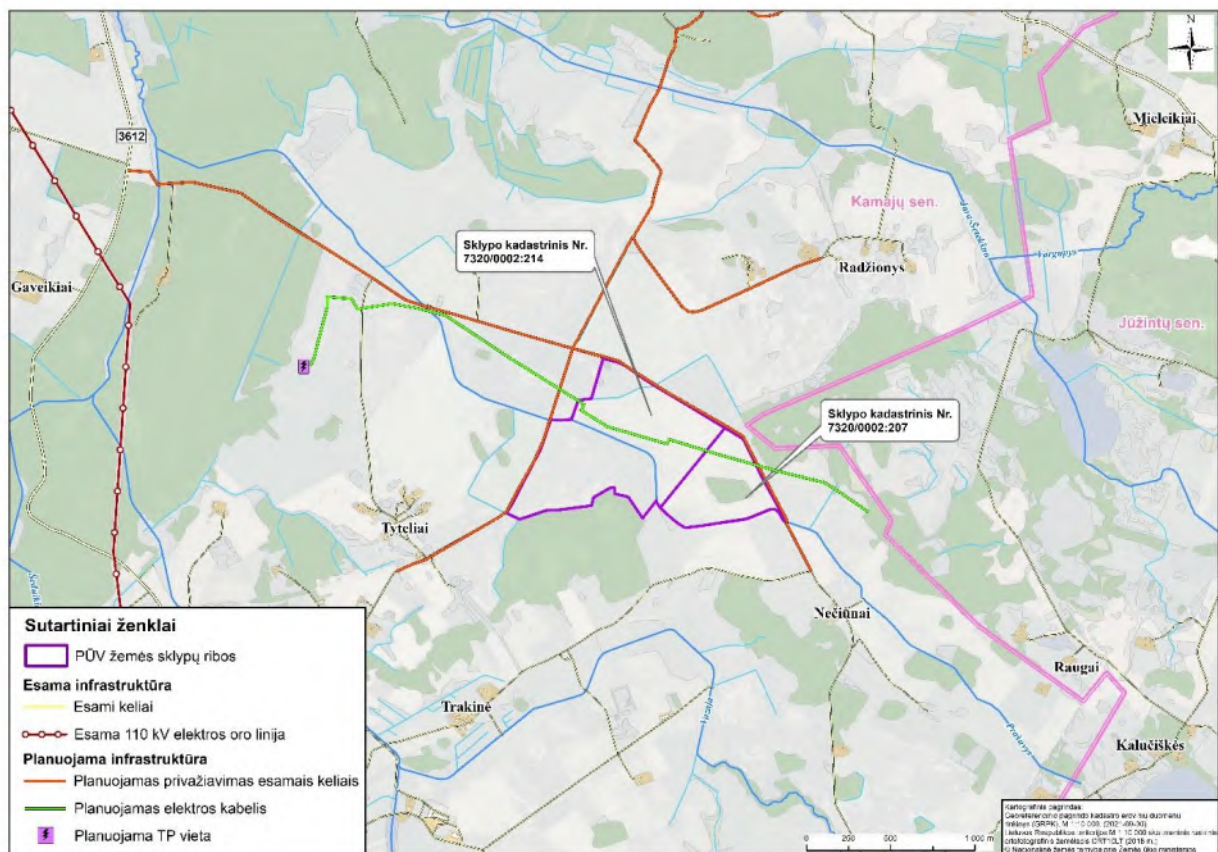 N
3612
Mieleikiai
Kamajų sen.
Sklypo kadastrinis Nr.
7320/0002:214
Jara-Šetekšna
Vargupys
Radžionys
Gaveikiai
Jūžintų sen.
Sklypo kadastrinis Nr.
7320/0002:207
Tyteliai
Nečiūnai
Raugai
Trakinė
Kalučiškės
Sutartiniai ženklai
PŪV žemės sklypų ribos
Esama infrastruktūra
Esami keliai
Esama 110 kV elektros oro linija
Planuojama infrastruktūra
Planuojamas privažiavimas esamais keliais
Planuojamas elektros kabelis
Planuojama TP vieta
0 250 500 1 000 m
Kartografinis pagrindas: